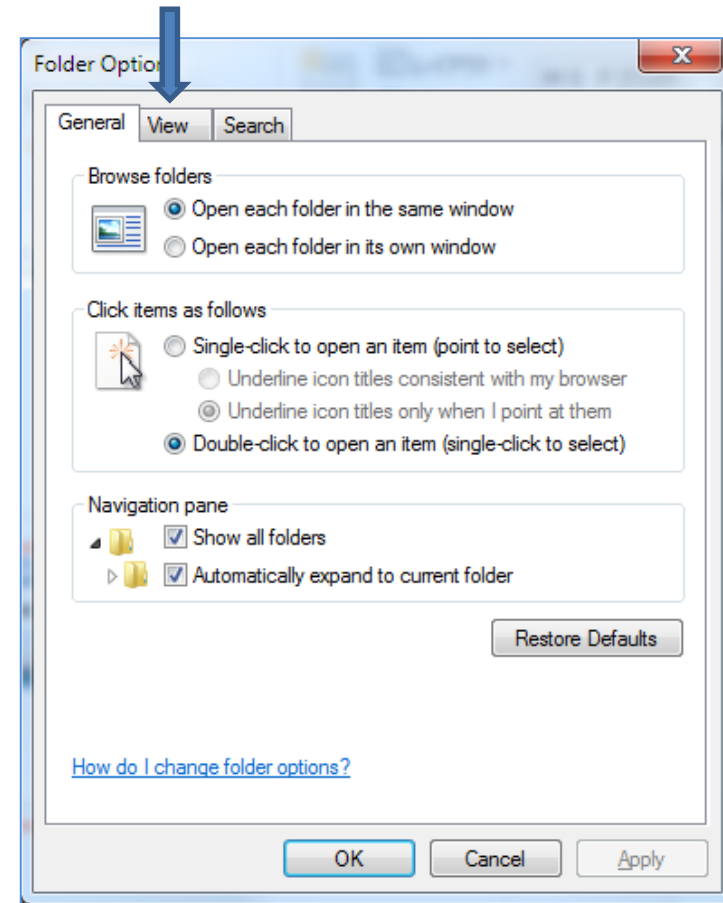 Folder Option
General View Search
Browse folders
Open each folder in the same window
Open each folder in its own window
Click items as follows
Single-click to open an item (point to select)
Underline icon titles consistent with my browser
Underline icon titles only when I point at them
Double-click to open an item (single-click to select)
Navigation pane
Show all folders
Automatically expand to current folder
Restore Defaults
How do I change folder options?
OK Cancel Apply